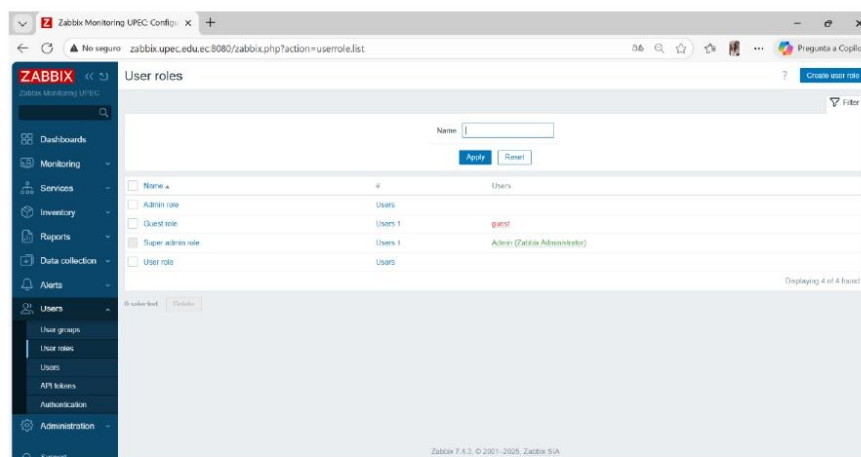 Zabbix Monitoring UPEC: Configu
No seguro zabbix.upec.edu.ec:8080/zabbix.php?action=userrole.list
Pregunta a Copilo
ZABBIX
Zabbix Monitoring UPEC
User roles
? Create user role
Filter
Name
Apply Reset
Dashboards
Monitoring
Services
Inventory
Reports
Data collection
Alerts
Users
User groups
User roles
Users
API tokens
Authentication
Administration
Support
Name # Users
Admin role Users
Guest role Users 1 guest
Super admin role Users 1 Admin (Zabbix Administrator)
User role Users
Displaying 4 of 4 found
0 selected Delete
Zabbix 7.4.3. © 2001–2025, Zabbix SIA